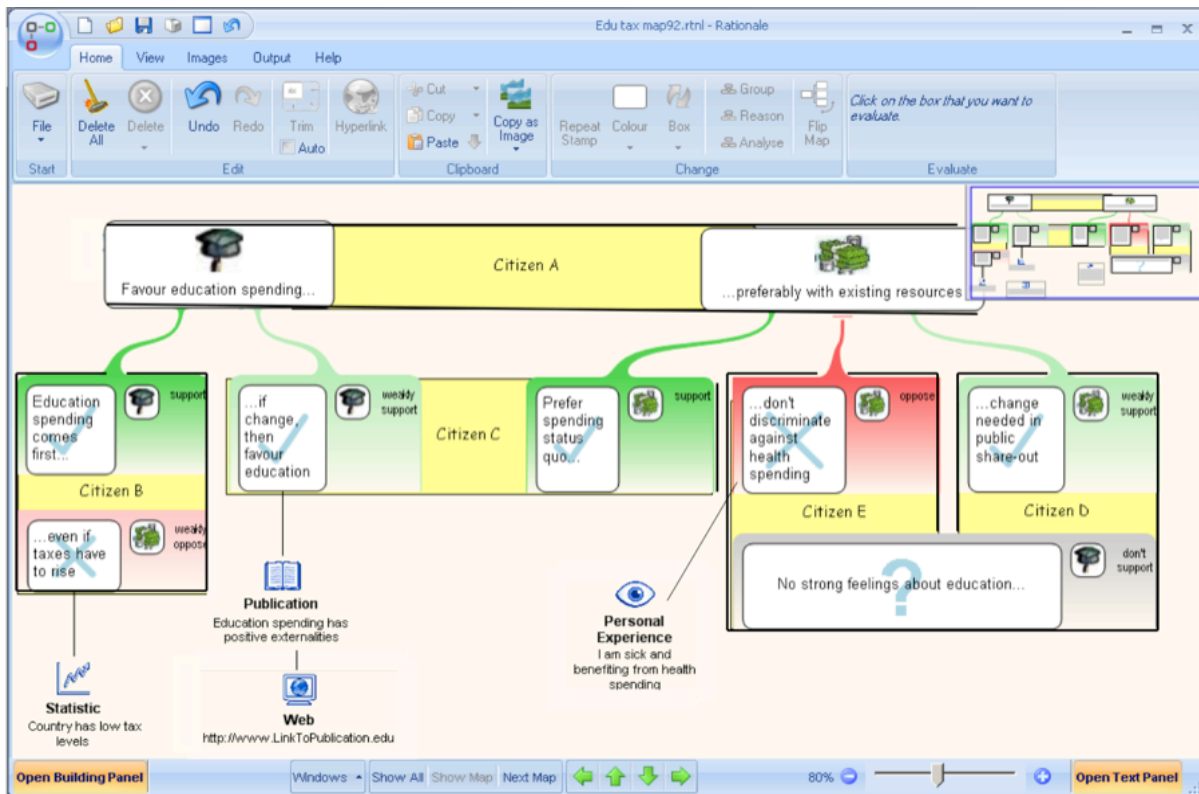 Edu tax map92.rtnl - Rationale
Home View Images Output Help
File
Start
Delete All
Delete
Undo
Redo
Trim
Auto
Hyperlink
Edit
Cut
Copy
Paste
Copy as Image
Clipboard
Repeat Stamp
Colour
Box
Group
Reason
Analyse
Flip Map
Change
Click on the box that you want to
evaluate.
Evaluate
Favour education spending...
Citizen A
...preferably with existing resources
Education
spending
comes
first...
support
Citizen B
...even if
taxes have
to rise
weakly
oppose
...if
change,
then
favour
education
weakly
support
Citizen C
Prefer
spending
status
quo...
support
...don't
discriminate
against
health
spending
oppose
Citizen E
...change
needed in
public
share-out
weakly
support
Citizen D
No strong feelings about education...
?
don't
support
Statistic
Country has low tax
levels
Publication
Education spending has
positive externalities
Web
http://www.LinkToPublication.edu
Personal
Experience
I am sick and
benefiting from health
spending
Open Building Panel
Windows
Show All
Show Map
Next Map
80%
Open Text Panel